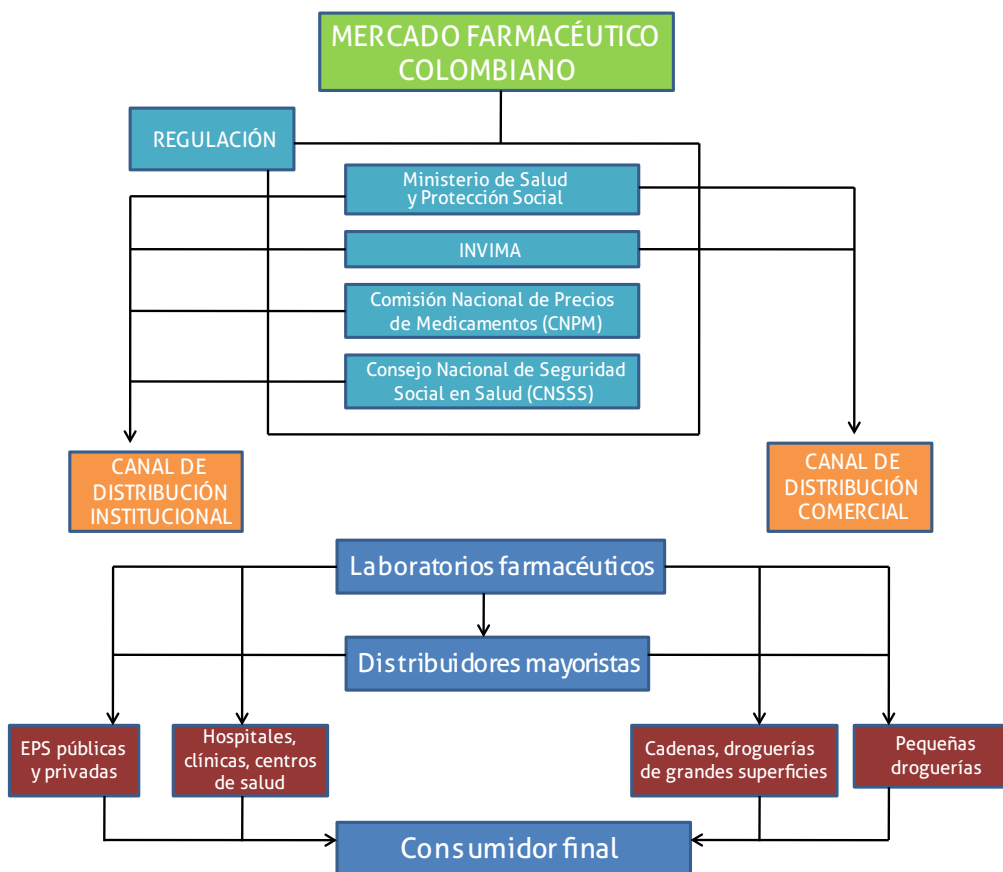 MERCADO FARMACÉUTICO
COLOMBIANO
REGULACIÓN
Ministerio de Salud
y Protección Social
INVIMA
Comisión Nacional de Precios
de Medicamentos (CNPM)
Consejo Nacional de Seguridad
Social en Salud (CNSSS)
CANAL DE
DISTRIBUCIÓN
INSTITUCIONAL
CANAL DE
DISTRIBUCIÓN
COMERCIAL
Laboratorios farmacéuticos
Distribuidores mayoristas
EPS públicas
y privadas
Hospitales,
clínicas, centros
de salud
Cadenas, droguerías
de grandes superficies
Pequeñas
droguerías
Consumidor final